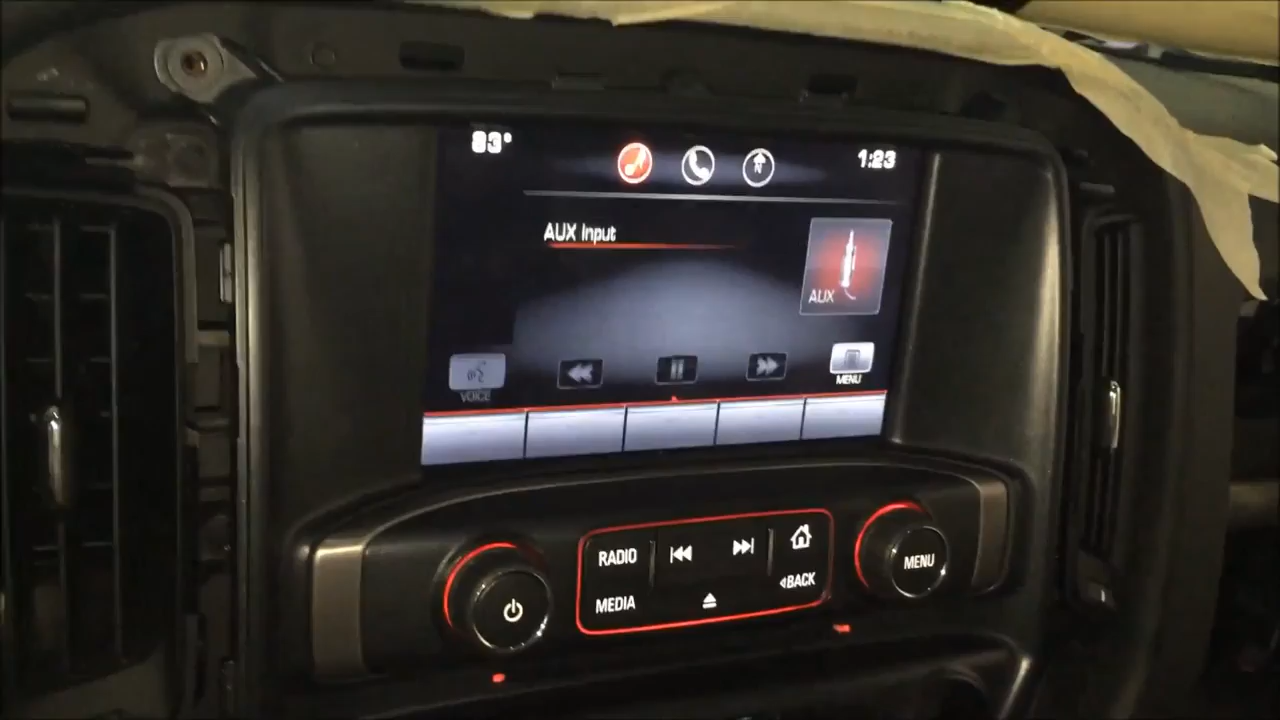 83°
N
1:23
AUX Input
AUX
VOICE
MENU
RADIO
MEDIA
◁BACK
MENU